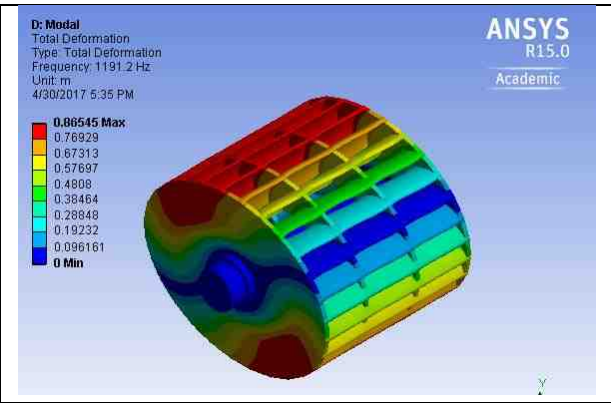 D: Modal
Total Deformation
Type: Total Deformation
Frequency: 1191.2 Hz
Unit: m
4/30/2017 5:35 PM
0.86545 Max
0.76929
0.67313
0.57697
0.4808
0.38464
0.28848
0.19232
0.096161
0 Min
ANSYS
R15.0
Academic
Y